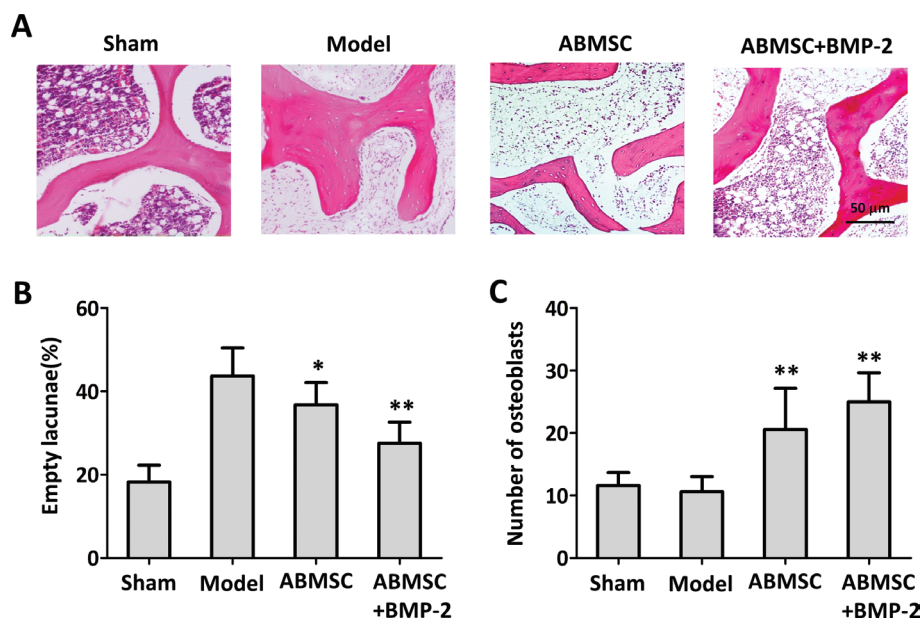 A
Sham
Model
ABMSC
ABMSC+BMP-2
50 μm
B
Empty lacunae(%)
60
40
20
0
*
**
Sham
Model
ABMSC
ABMSC
+BMP-2
C
Number of osteoblasts
40
30
20
10
0
**
**
Sham
Model
ABMSC
ABMSC
+BMP-2